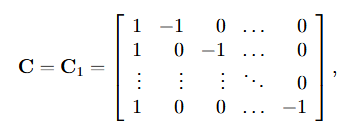 C = C₁ = [ 1 −1 0 … 0
1 0 −1 … 0
⋮ ⋮ ⋮ ⋱ 0
1 0 0 … −1 ] ,